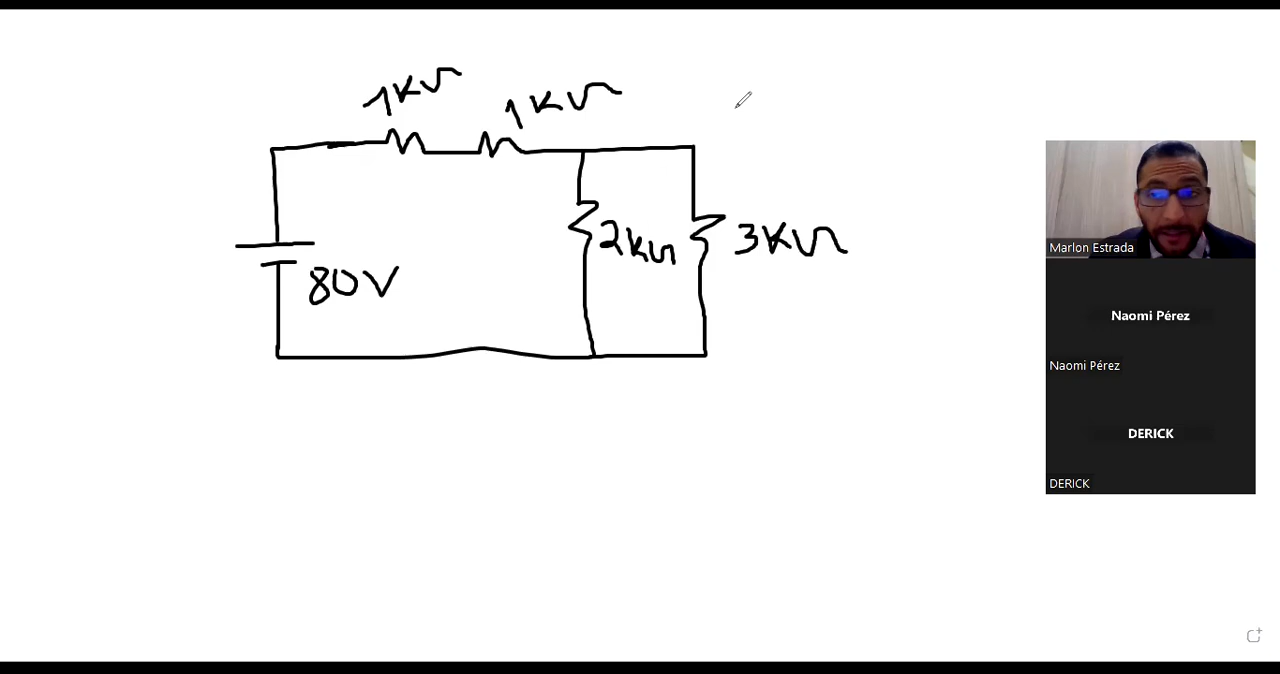 1KΩ
1KΩ
2KΩ
3KΩ
80V
Marlon Estrada
Naomi Pérez
Naomi Pérez
DERICK
DERICK